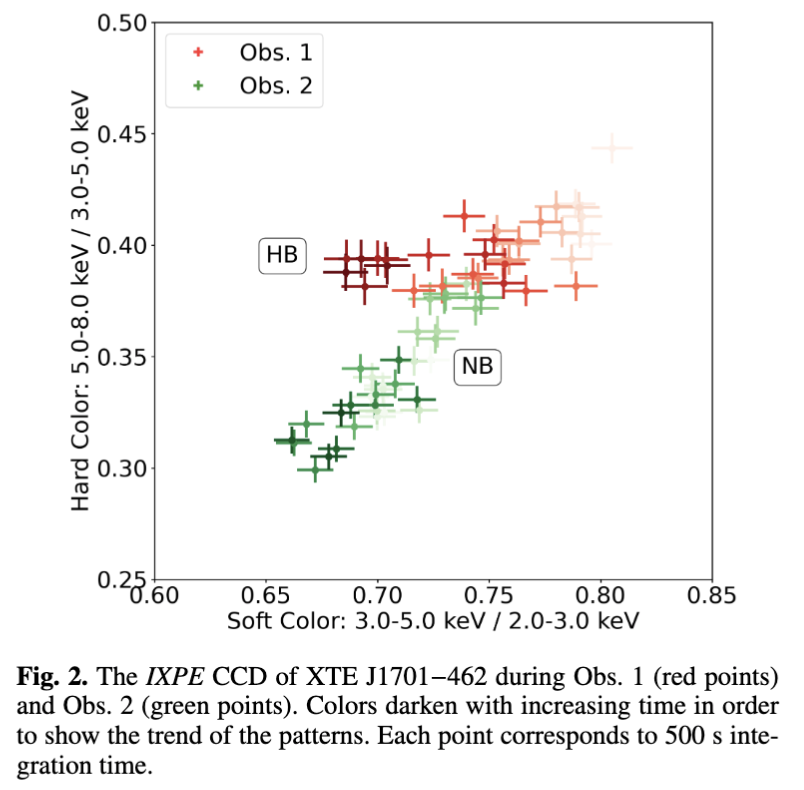 0.50
Obs. 1
Obs. 2
0.45
0.40
HB
0.35
NB
0.30
0.25
Hard Color: 5.0-8.0 keV / 3.0-5.0 keV
0.60 0.65 0.70 0.75 0.80 0.85
Soft Color: 3.0-5.0 keV / 2.0-3.0 keV
Fig. 2. The IXPE CCD of XTE J1701−462 during Obs. 1 (red points)
and Obs. 2 (green points). Colors darken with increasing time in order
to show the trend of the patterns. Each point corresponds to 500 s inte-
gration time.